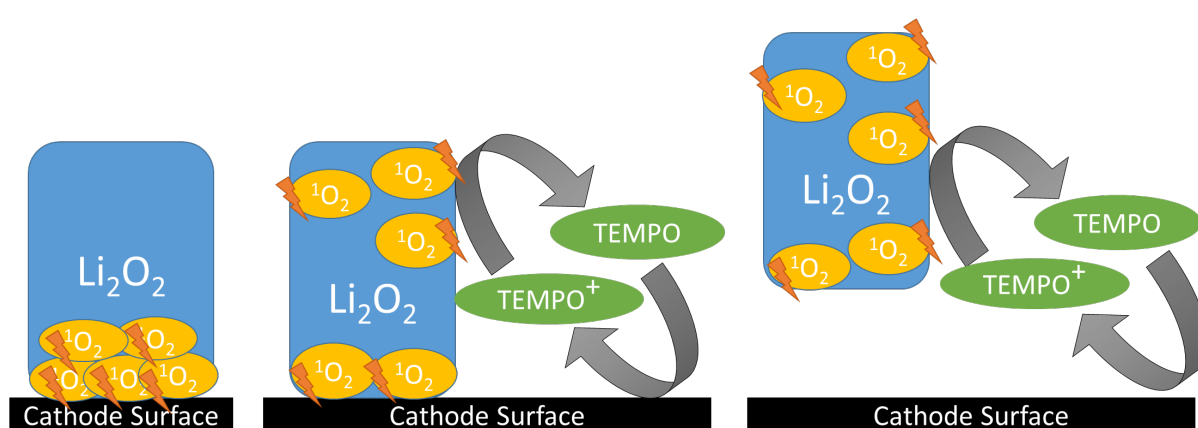 Li₂O₂
¹O₂
¹O₂
¹O₂
¹O₂
¹O₂
Cathode Surface
¹O₂
¹O₂
¹O₂
TEMPO
TEMPO⁺
Li₂O₂
¹O₂
¹O₂
Cathode Surface
¹O₂
¹O₂
¹O₂
Li₂O₂
TEMPO
¹O₂
¹O₂
TEMPO⁺
Cathode Surface